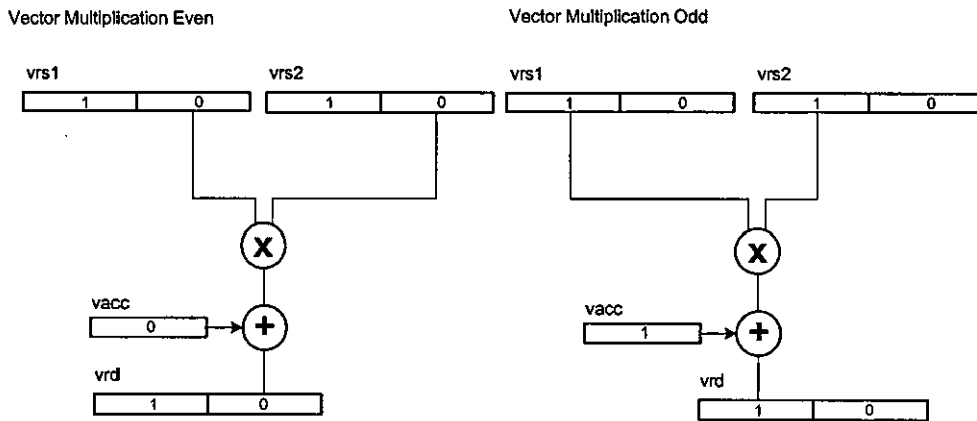 Vector Multiplication Even
Vector Multiplication Odd
vrs1 vrs2 vrs1 vrs2
1 0 1 0 1 0 1 0
X X
vacc vacc
0 + 1 +
vrd vrd
1 0 1 0